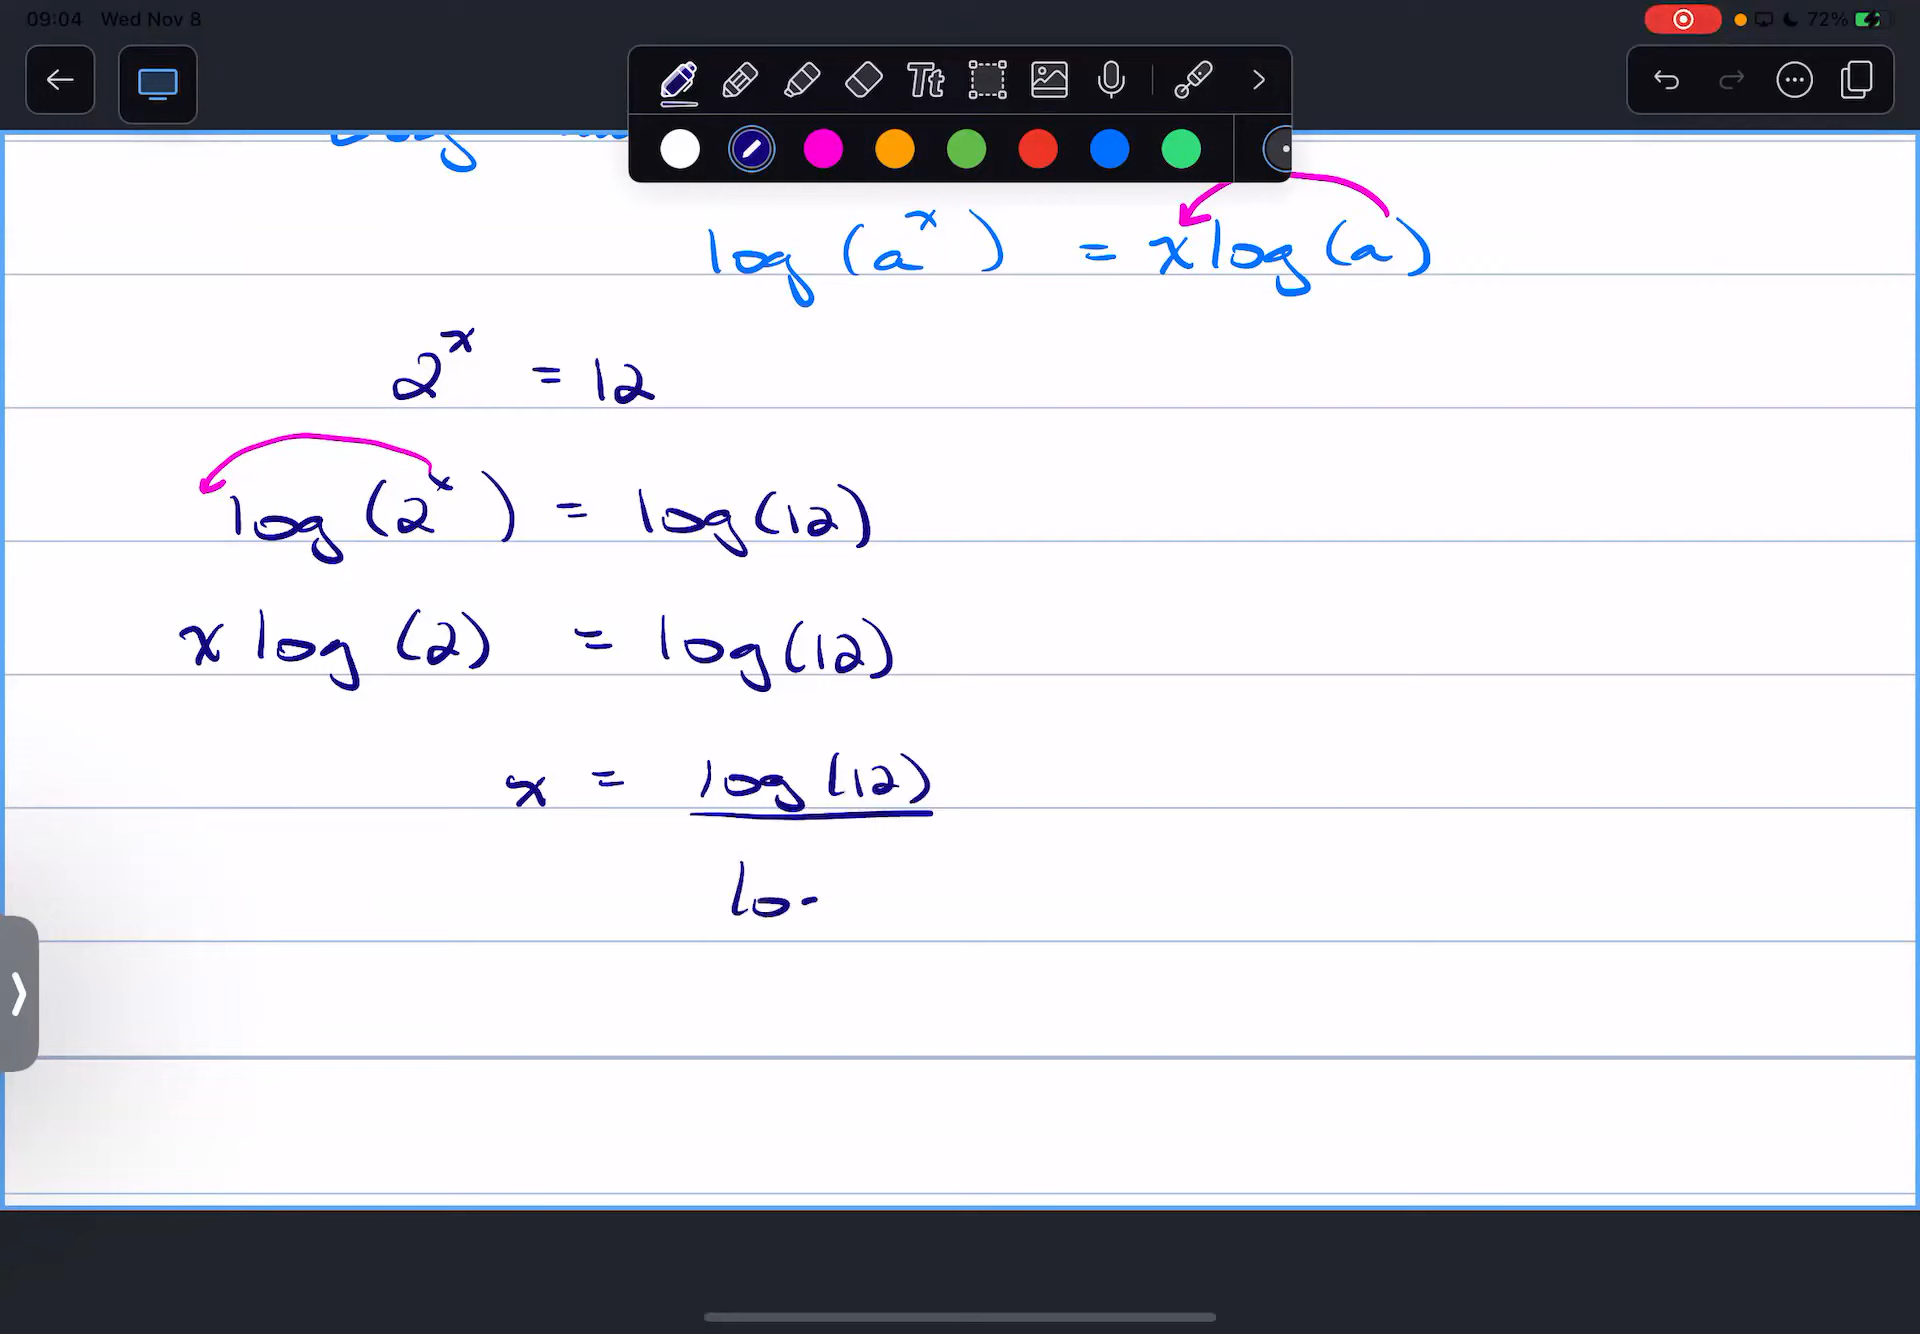 09:04 Wed Nov 8 72%
Tt
log(a^x) = x log(a)
2^x = 12
log(2^x) = log(12)
x log(2) = log(12)
x = log(12)
lo